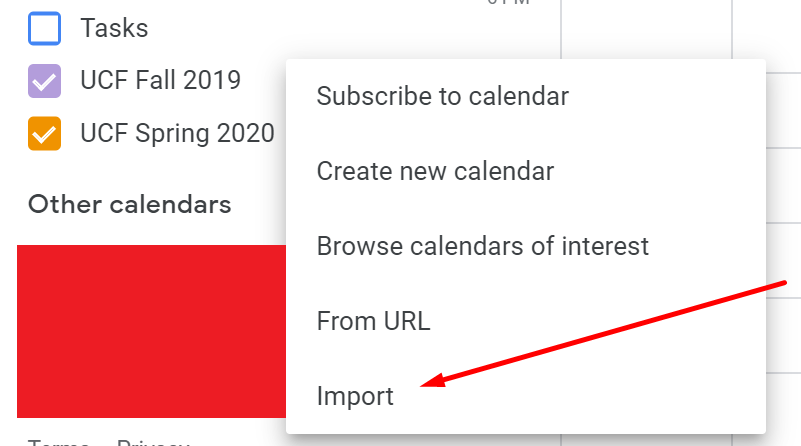 Tasks
UCF Fall 2019
UCF Spring 2020
Other calendars
Subscribe to calendar
Create new calendar
Browse calendars of interest
From URL
Import